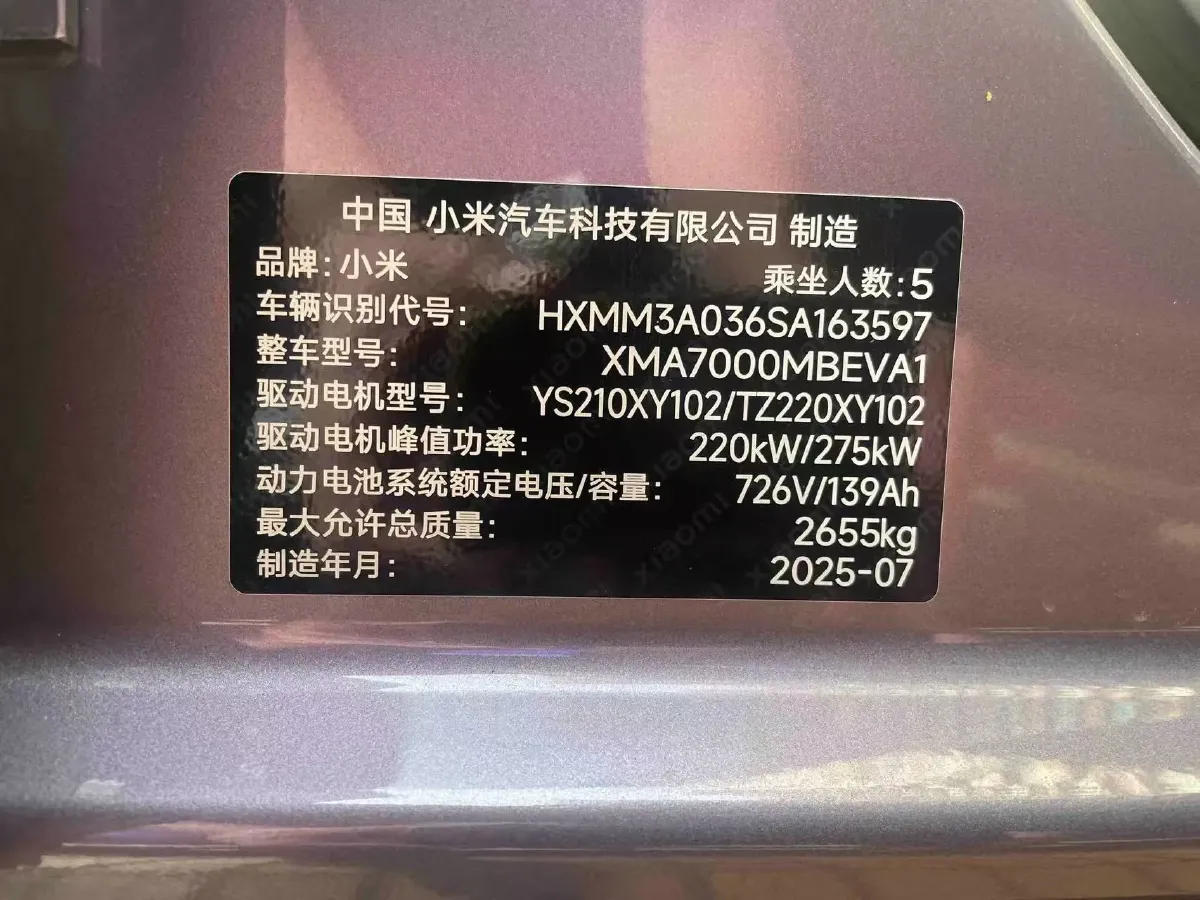 中国 小米汽车科技有限公司 制造
品牌:小米
乘坐人数:5
车辆识别代号: HXMM3A036SA163597
整车型号: XMA7000MBEVA1
驱动电机型号: YS210XY102/TZ220XY102
驱动电机峰值功率: 220kW/275kW
动力电池系统额定电压/容量: 726V/139Ah
最大允许总质量: 2655kg
制造年月: 2025-07